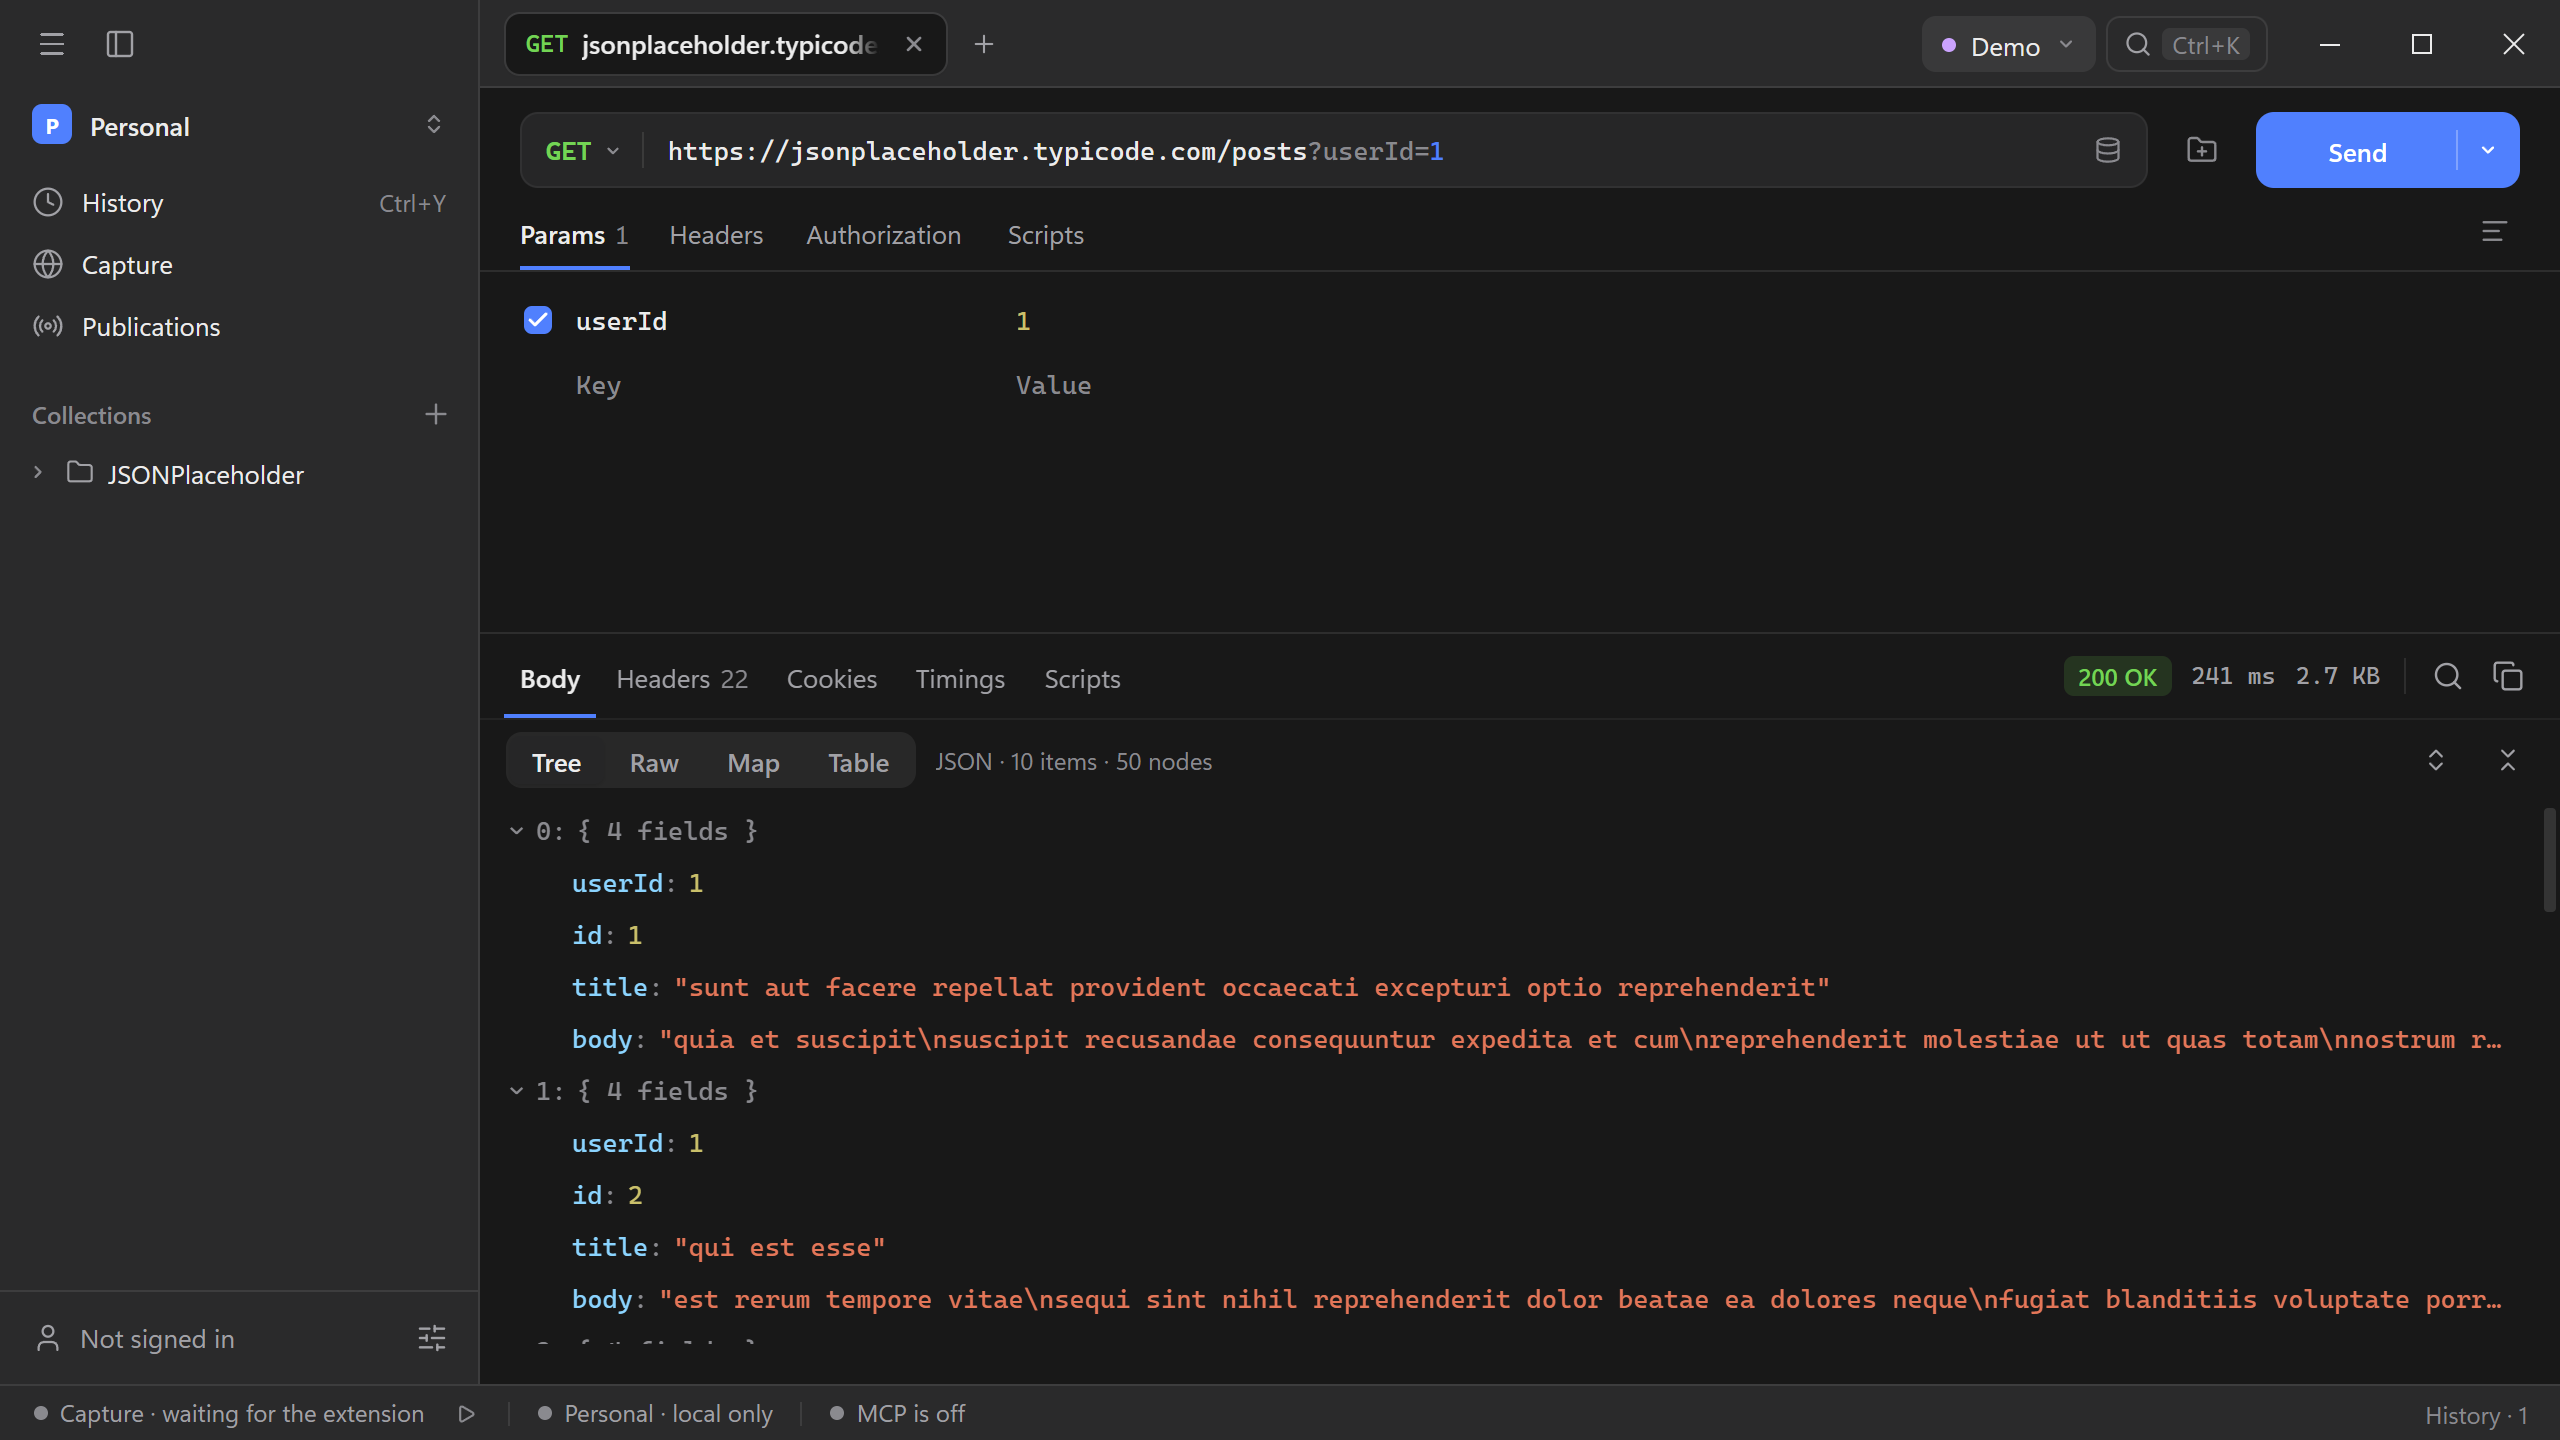 GET jsonplaceholder.typicode
Demo
Ctrl+K
P Personal
History Ctrl+Y
Capture
Publications
Collections
JSONPlaceholder
Not signed in
GET https://jsonplaceholder.typicode.com/posts?userId=1
Send
Params 1 Headers Authorization Scripts
userId 1
Key Value
Body Headers 22 Cookies Timings Scripts
200 OK 241 ms 2.7 KB
Tree Raw Map Table JSON · 10 items · 50 nodes
0: { 4 fields }
userId: 1
id: 1
title: "sunt aut facere repellat provident occaecati excepturi optio reprehenderit"
body: "quia et suscipit\nsuscipit recusandae consequuntur expedita et cum\nreprehenderit molestiae ut ut quas totam\nnostrum r…
1: { 4 fields }
userId: 1
id: 2
title: "qui est esse"
body: "est rerum tempore vitae\nsequi sint nihil reprehenderit dolor beatae ea dolores neque\nfugiat blanditiis voluptate porr…
Capture · waiting for the extension
Personal · local only
MCP is off
History · 1